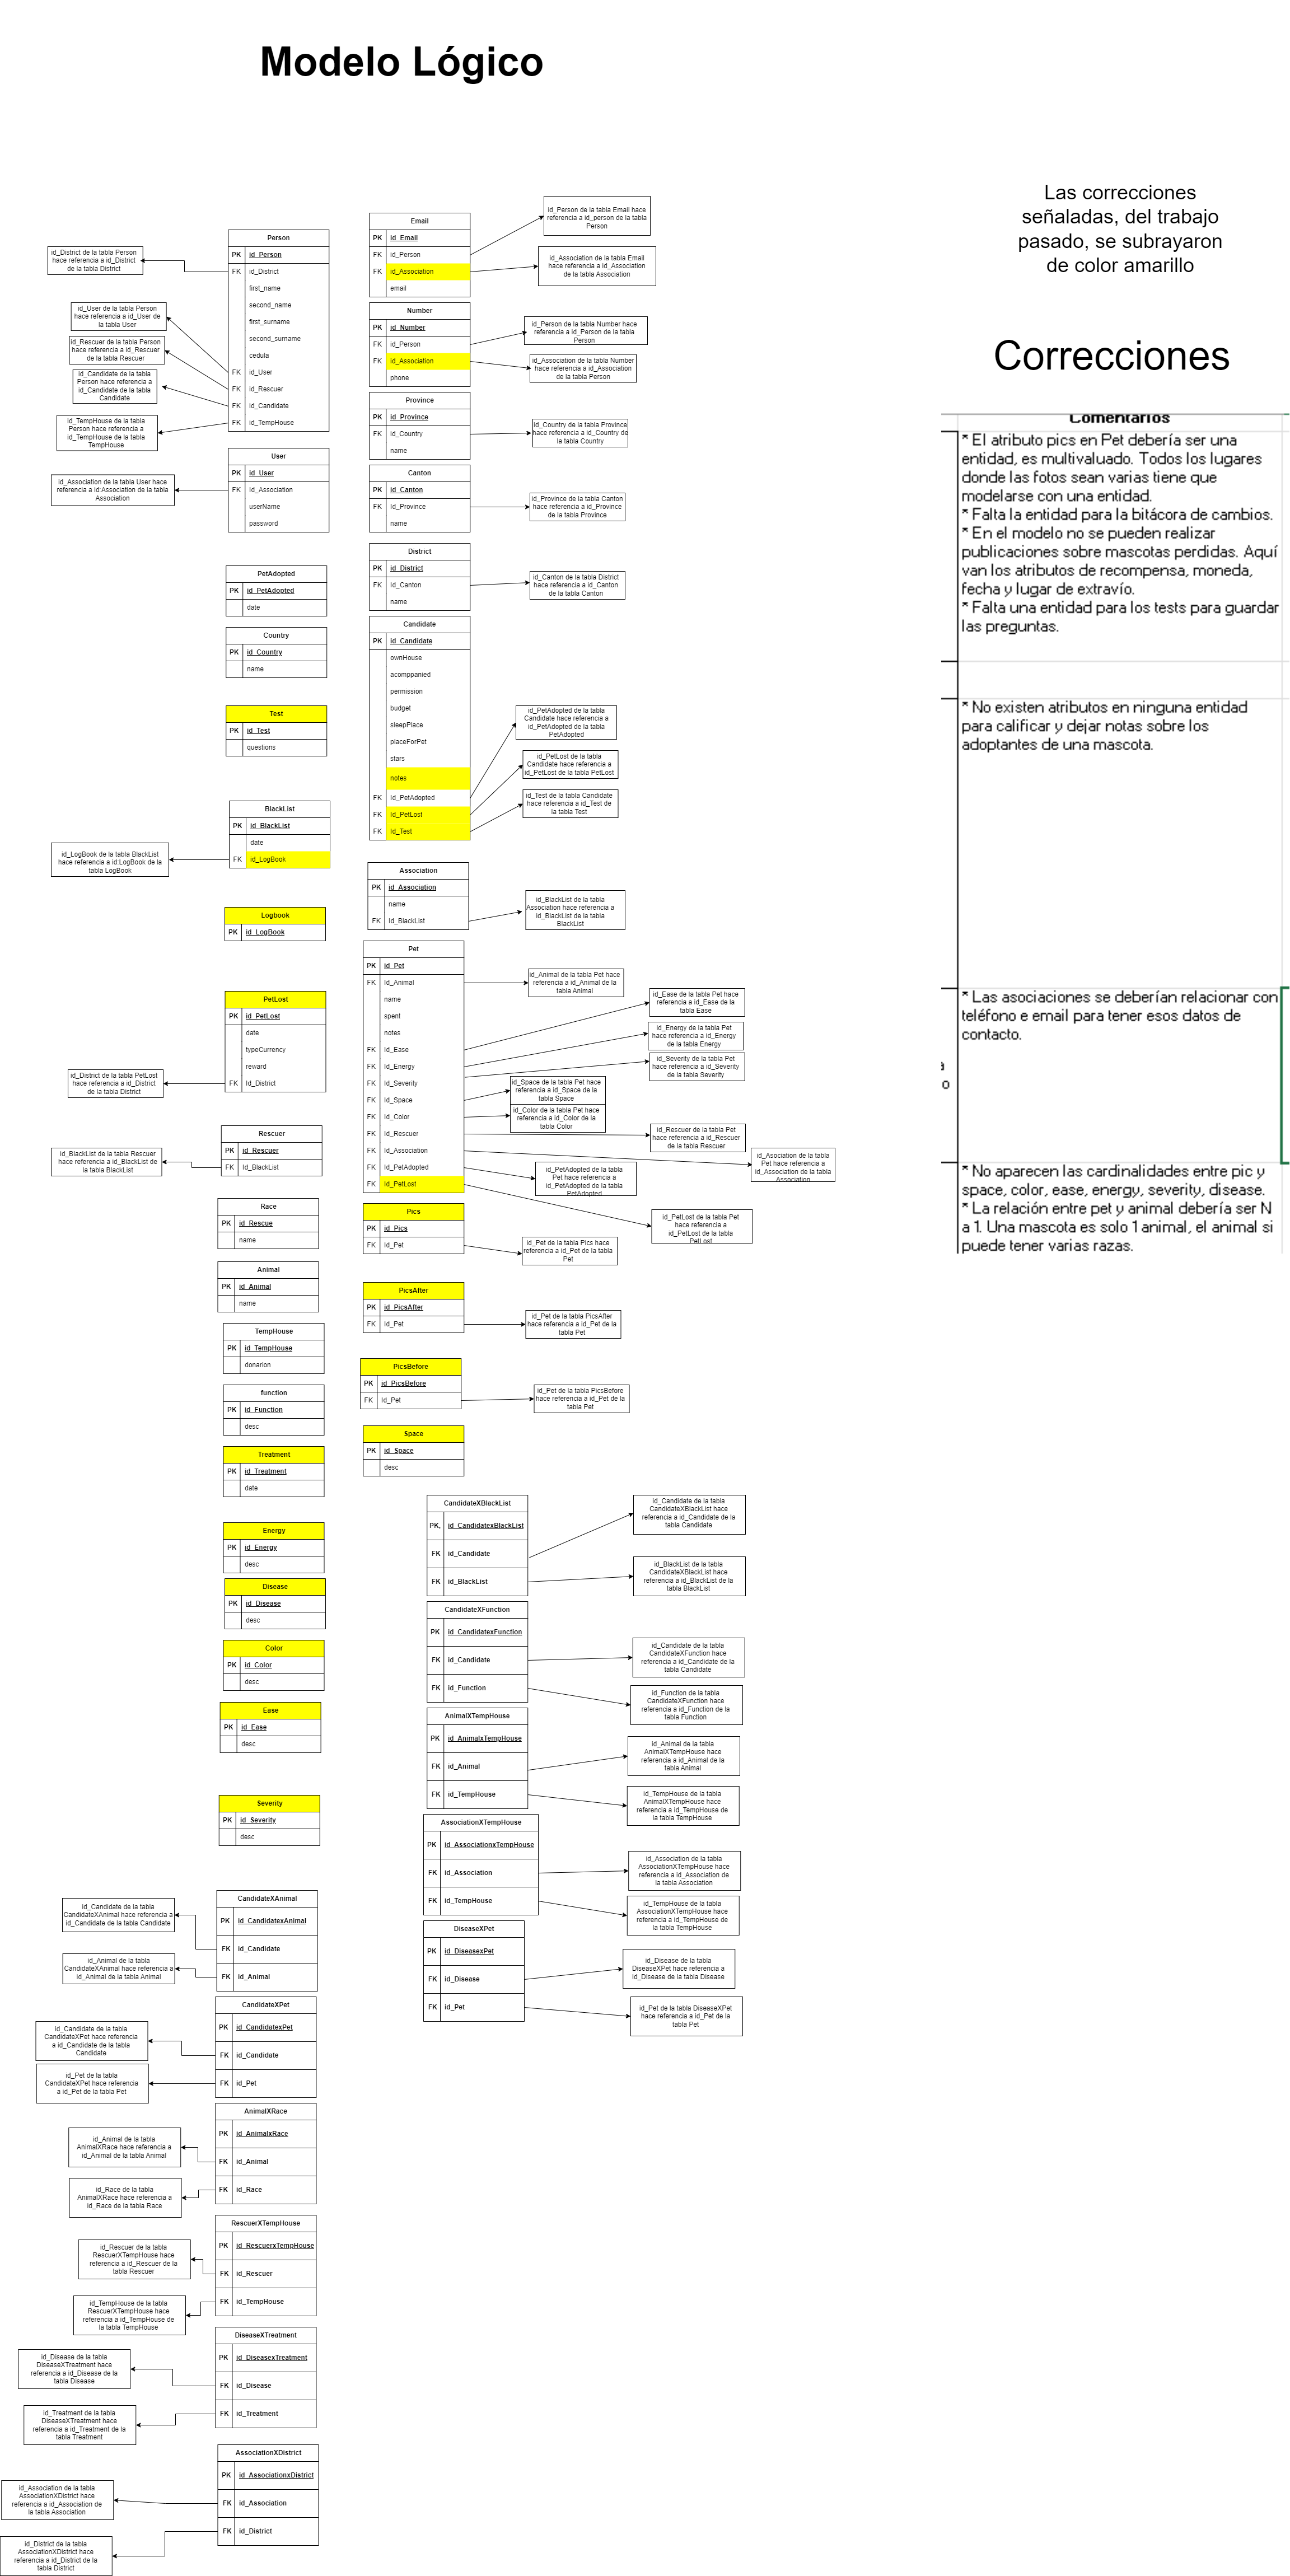 Modelo Lógico
Las correcciones
señaladas, del trabajo
pasado, se subrayaron
de color amarillo
Correcciones
Comentarios
* El atributo pics en Pet debería ser una
entidad, es multivaluado. Todos los lugares
donde las fotos sean varias tiene que
modelarse con una entidad.
* Falta la entidad para la bitácora de cambios.
* En el modelo no se pueden realizar
publicaciones sobre mascotas perdidas. Aquí
van los atributos de recompensa, moneda,
fecha y lugar de extravío.
* Falta una entidad para los tests para guardar
las preguntas.
* No existen atributos en ninguna entidad
para calificar y dejar notas sobre los
adoptantes de una mascota.
* Las asociaciones se deberían relacionar con
teléfono e email para tener esos datos de
contacto.
o
* No aparecen las cardinalidades entre pic y
space, color, ease, energy, severity, disease.
* La relación entre pet y animal debería ser N
a 1. Una mascota es solo 1 animal, el animal si
puede tener varias razas.
Person
PK id_Person
FK id_District
first_name
second_name
first_surname
second_surname
cedula
FK id_User
FK id_Rescuer
FK id_Candidate
FK id_TempHouse
id_District de la tabla Person
hace referencia a id_District
de la tabla District
id_User de la tabla Person
hace referencia a id_User de
la tabla User
id_Rescuer de la tabla Person
hace referencia a id_Rescuer
de la tabla Rescuer
id_Candidate de la tabla
Person hace referencia a
id_Candidate de la tabla
Candidate
id_TempHouse de la tabla
Person hace referencia a
id_TempHouse de la tabla
TempHouse
User
PK id_User
FK Id_Association
userName
password
id_Association de la tabla User hace
referencia a id:Association de la tabla
Association
PetAdopted
PK id_PetAdopted
date
Country
PK id_Country
name
Test
PK id_Test
questions
BlackList
PK id_BlackList
date
FK id_LogBook
id_LogBook de la tabla BlackList
hace referencia a id:LogBook de la
tabla LogBook
Logbook
PK id_LogBook
PetLost
PK id_PetLost
date
typeCurrency
reward
FK Id_District
id_District de la tabla PetLost
hace referencia a id_District
de la tabla District
Rescuer
PK id_Rescuer
FK Id_BlackList
id_BlackList de la tabla Rescuer
hace referencia a id_BlackList de
la tabla BlackList
Race
PK id_Rescue
name
Animal
PK id_Animal
name
TempHouse
PK id_TempHouse
donarion
function
PK id_Function
desc
Treatment
PK id_Treatment
date
Energy
PK id_Energy
desc
Disease
PK id_Disease
desc
Color
PK id_Color
desc
Ease
PK id_Ease
desc
Severity
PK id_Severity
desc
CandidateXAnimal
PK id_CandidatexAnimal
FK id_Candidate
FK id_Animal
id_Candidate de la tabla
CandidateXAnimal hace referencia a
id_Candidate de la tabla Candidate
id_Animal de la tabla
CandidateXAnimal hace referencia a
id_Animal de la tabla Animal
CandidateXPet
PK id_CandidatexPet
FK id_Candidate
FK id_Pet
id_Candidate de la tabla
CandidateXPet hace referencia
a id_Candidate de la tabla
Candidate
id_Pet de la tabla
CandidateXPet hace referencia
a id_Pet de la tabla Pet
AnimalXRace
PK id_AnimalxRace
FK id_Animal
FK id_Race
id_Animal de la tabla
AnimalXRace hace referencia a
id_Animal de la tabla Animal
id_Race de la tabla
AnimalXRace hace referencia a
id_Race de la tabla Race
RescuerXTempHouse
PK id_RescuerxTempHouse
FK id_Rescuer
FK id_TempHouse
id_Rescuer de la tabla
RescuerXTempHouse hace
referencia a id_Rescuer de la
tabla Rescuer
id_TempHouse de la tabla
RescuerXTempHouse hace
referencia a id_TempHouse de
la tabla TempHouse
DiseaseXTreatment
PK id_DiseasexTreatment
FK id_Disease
FK id_Treatment
id_Disease de la tabla
DiseaseXTreatment hace
referencia a id_Disease de la
tabla Disease
id_Treatment de la tabla
DiseaseXTreatment hace
referencia a id_Treatment de la
tabla Treatment
AssociationXDistrict
PK id_AssociationxDistrict
FK id_Association
FK id_District
id_Association de la tabla
AssociationXDistrict hace
referencia a id_Association de
la tabla Association
id_District de la tabla
AssociationXDistrict hace
referencia a id_District de la
tabla District
Email
PK id_Email
FK id_Person
FK id_Association
email
id_Person de la tabla Email hace
referencia a id_person de la tabla
Person
id_Association de la tabla Email
hace referencia a id_Association
de la tabla Association
Number
PK id_Number
FK id_Person
FK id_Association
phone
id_Person de la tabla Number hace
referencia a id_Person de la tabla
Person
id_Association de la tabla Number
hace referencia a id_Association
de la tabla Person
Province
PK id_Province
FK id_Country
name
id_Country de la tabla Province
hace referencia a id_Country de
la tabla Country
Canton
PK id_Canton
FK Id_Province
name
id_Province de la tabla Canton
hace referencia a id_Province
de la tabla Province
District
PK id_District
FK Id_Canton
name
id_Canton de la tabla District
hace referencia a id_Canton
de la tabla Canton
Candidate
PK id_Candidate
ownHouse
acomppanied
permission
budget
sleepPlace
placeForPet
stars
notes
FK Id_PetAdopted
FK Id_PetLost
FK Id_Test
id_PetAdopted de la tabla
Candidate hace referencia a
id_PetAdopted de la tabla
PetAdopted
id_PetLost de la tabla
Candidate hace referencia a
id_PetLost de la tabla PetLost
id_Test de la tabla Candidate
hace referencia a id_Test de
la tabla Test
Association
PK id_Association
name
FK Id_BlackList
id_BlackList de la tabla
Association hace referencia a
id_BlackList de la tabla
BlackList
Pet
PK id_Pet
FK Id_Animal
name
spent
notes
FK Id_Ease
FK Id_Energy
FK Id_Severity
FK Id_Space
FK Id_Color
FK Id_Rescuer
FK Id_Association
FK Id_PetAdopted
FK Id_PetLost
id_Animal de la tabla Pet hace
referencia a id_Animal de la
tabla Animal
id_Ease de la tabla Pet hace
referencia a id_Ease de la
tabla Ease
id_Energy de la tabla Pet
hace referencia a id_Energy
de la tabla Energy
id_Severity de la tabla Pet
hace referencia a id_Severity
de la tabla Severity
id_Space de la tabla Pet hace
referencia a id_Space de la
tabla Space
id_Color de la tabla Pet hace
referencia a id_Color de la
tabla Color
id_Rescuer de la tabla Pet
hace referencia a id_Rescuer
de la tabla Rescuer
id_Asociation de la tabla
Pet hace referencia a
id_Association de la tabla
Association
id_PetAdopted de la tabla
Pet hace referencia a
id_PetAdopted de la tabla
PetAdopted
id_PetLost de la tabla Pet
hace referencia a
id_PetLost de la tabla
PetLost
Pics
PK id_Pics
FK Id_Pet
id_Pet de la tabla Pics hace
referencia a id_Pet de la tabla
Pet
PicsAfter
PK id_PicsAfter
FK Id_Pet
id_Pet de la tabla PicsAfter
hace referencia a id_Pet de la
tabla Pet
PicsBefore
PK id_PicsBefore
FK Id_Pet
id_Pet de la tabla PicsBefore
hace referencia a id_Pet de la
tabla Pet
Space
PK id_Space
desc
CandidateXBlackList
PK, id_CandidatexBlackList
FK id_Candidate
FK id_BlackList
id_Candidate de la tabla
CandidateXBlackList hace
referencia a id_Candidate de la
tabla Candidate
id_BlackList de la tabla
CandidateXBlackList hace
referencia a id_BlackList de la
tabla BlackList
CandidateXFunction
PK id_CandidatexFunction
FK id_Candidate
FK id_Function
id_Candidate de la tabla
CandidateXFunction hace
referencia a id_Candidate de la
tabla Candidate
id_Function de la tabla
CandidateXFunction hace
referencia a id_Function de la
tabla Function
AnimalXTempHouse
PK id_AnimalxTempHouse
FK id_Animal
FK id_TempHouse
id_Animal de la tabla
AnimalXTempHouse hace
referencia a id_Animal de la
tabla Animal
id_TempHouse de la tabla
AnimalXTempHouse hace
referencia a id_TempHouse de
la tabla TempHouse
AssociationXTempHouse
PK id_AssociationxTempHouse
FK id_Association
FK id_TempHouse
id_Association de la tabla
AssociationXTempHouse hace
referencia a id_Association de
la tabla Association
id_TempHouse de la tabla
AssociationXTempHouse hace
referencia a id_TempHouse de
la tabla TempHouse
DiseaseXPet
PK id_DiseasexPet
FK id_Disease
FK id_Pet
id_Disease de la tabla
DiseaseXPet hace referencia a
id_Disease de la tabla Disease
id_Pet de la tabla DiseaseXPet
hace referencia a id_Pet de la
tabla Pet